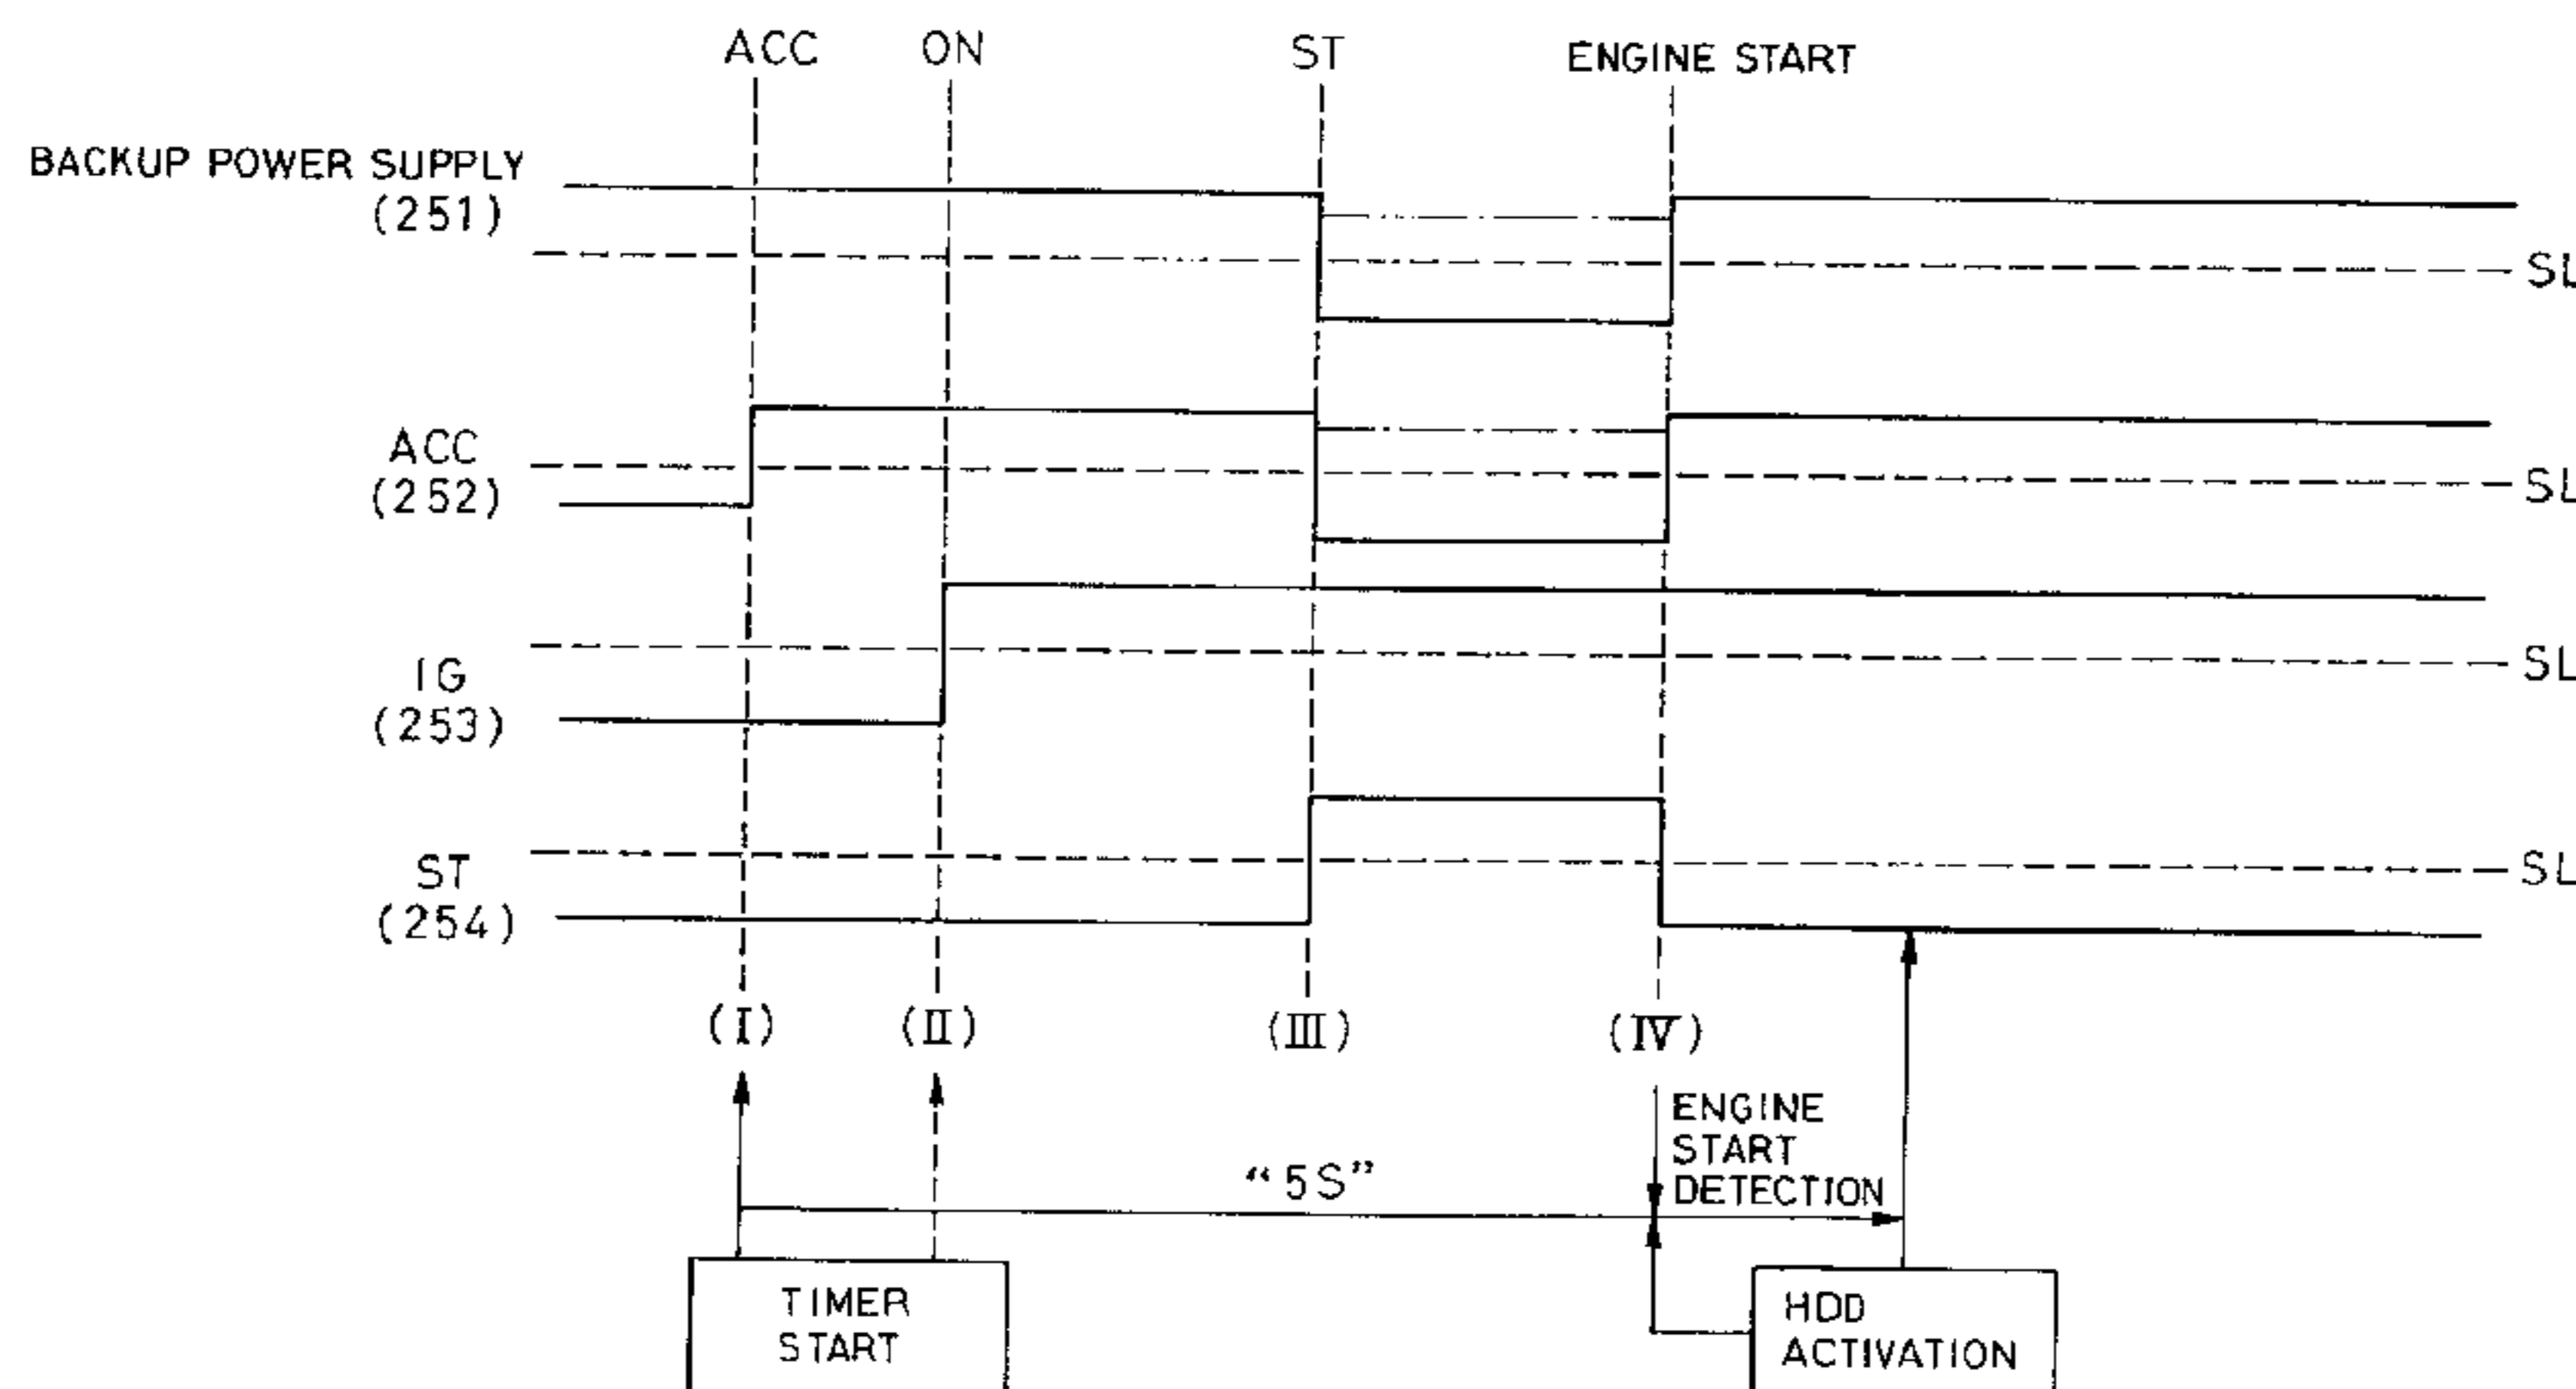 ACC ON ST ENGINE START
BACKUP POWER SUPPLY
(251)
SL
ACC
(252)
SL
IG
(253)
SL
ST
(254)
SL
(I) (II) (III) (IV)
ENGINE
START
DETECTION
“5S”
TIMER
START
HDD
ACTIVATION